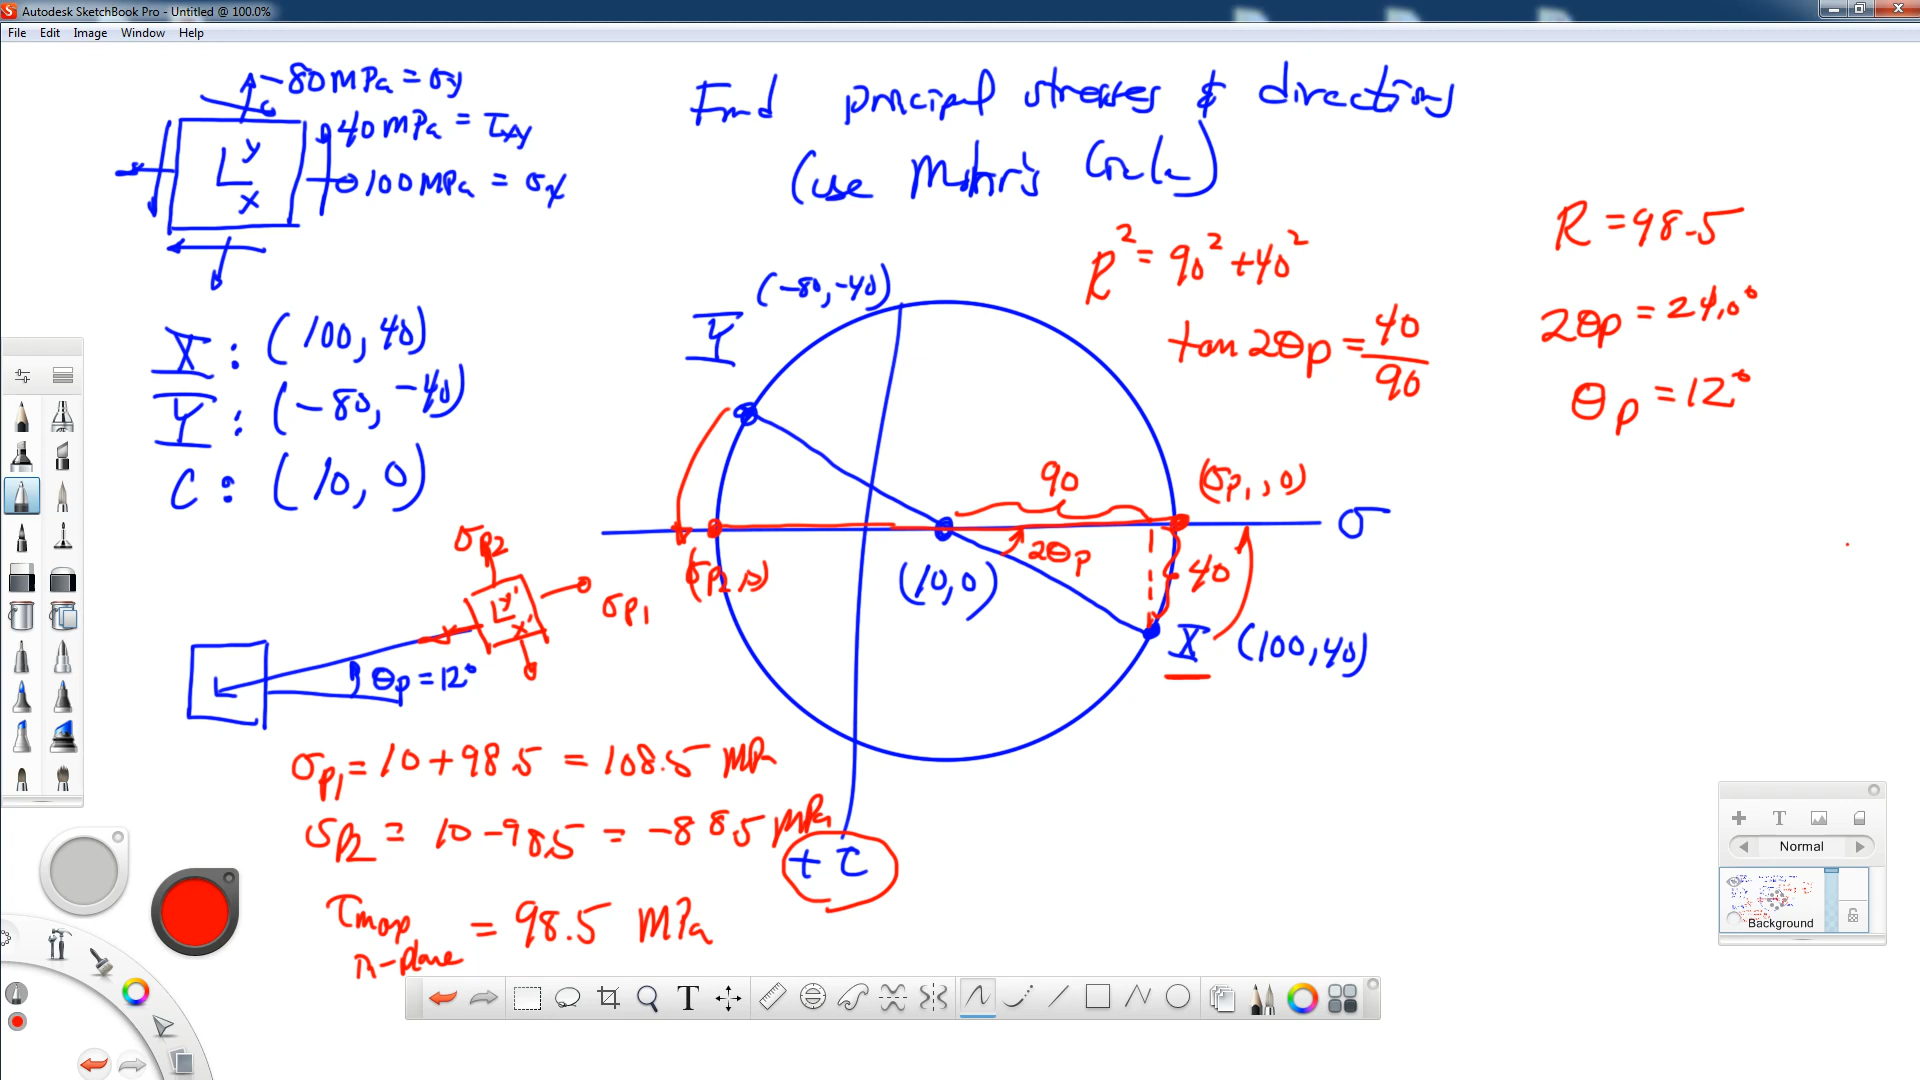 Autodesk SketchBook Pro - Untitled @ 100.0%
File Edit Image Window Help
-80 MPa = σy
40 MPa = τxy
100 MPa = σx
y
x
Find principal stresses & directions
(use Mohr's Circle)
X : (100, 40)
Y : (-80, -40)
C : (10, 0)
R² = 90² + 40²
tan 2θp = 40/90
R = 98.5
2θp = 24.0°
θp = 12°
(-80, -40)
Y
90
(σp1, 0)
σ
2θp
40
(σp2, 0)
(10, 0)
X (100, 40)
σp2
σp1
y'
x'
θp = 12°
σp1 = 10 + 98.5 = 108.5 MPa
σp2 = 10 - 98.5 = -88.5 MPa
+ τ
τmax = 98.5 MPa
in-plane
Normal
Background
T
T